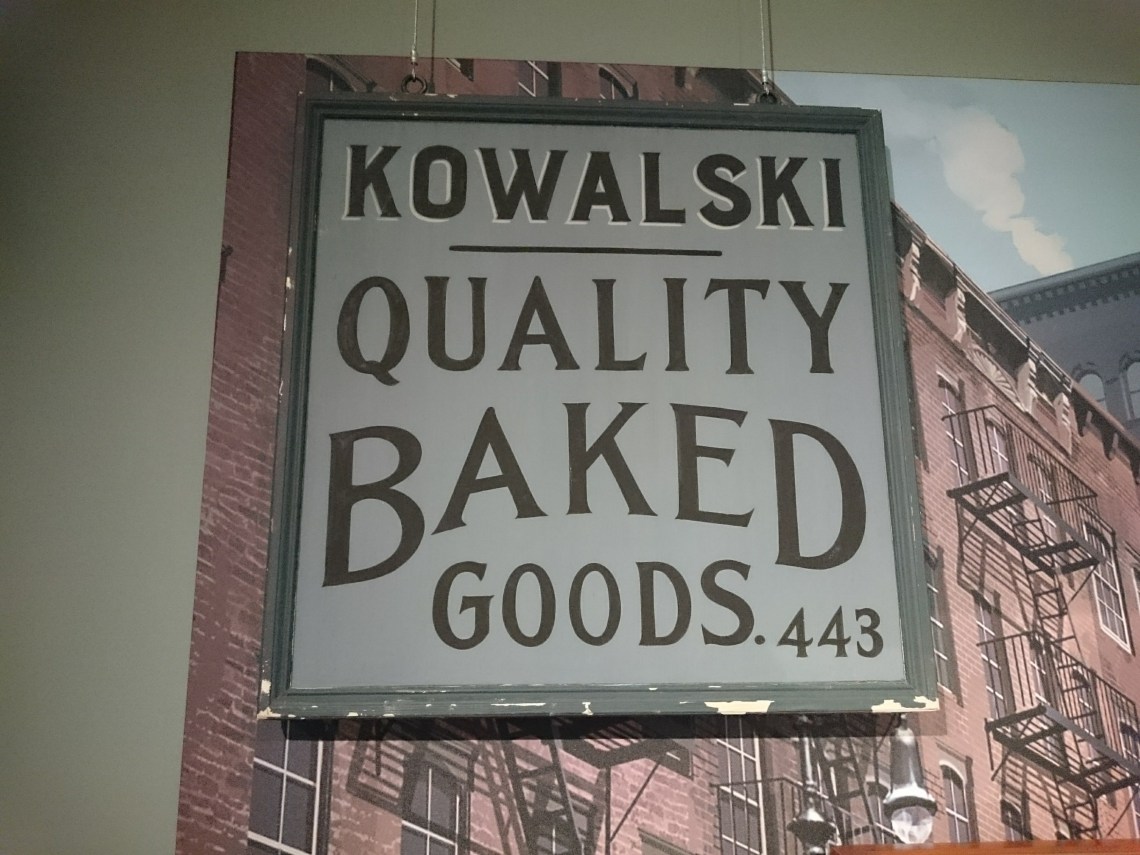 KOWALSKI
QUALITY
BAKED
GOODS. 443